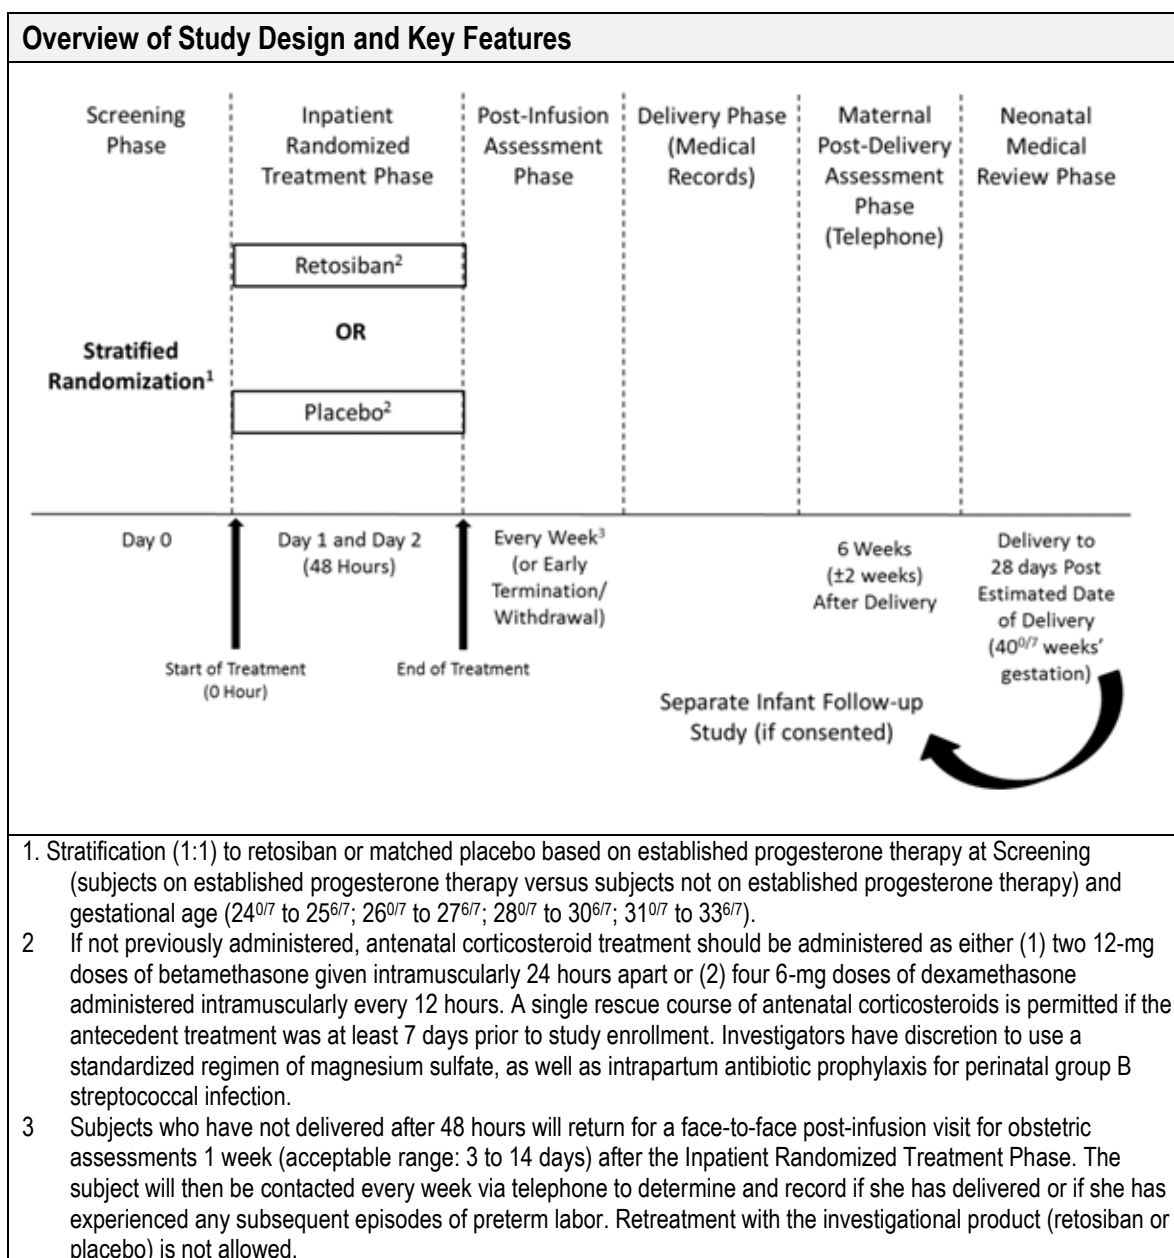 Overview of Study Design and Key Features
Screening
Phase
Inpatient
Randomized
Treatment Phase
Post-Infusion
Assessment
Phase
Delivery Phase
(Medical
Records)
Maternal
Post-Delivery
Assessment
Phase
(Telephone)
Neonatal
Medical
Review Phase
Stratified
Randomization¹
Retosiban²
OR
Placebo²
Day 0
Day 1 and Day 2
(48 Hours)
Every Week³
(or Early
Termination/
Withdrawal)
6 Weeks
(±2 weeks)
After Delivery
Delivery to
28 days Post
Estimated Date
of Delivery
(40⁰/⁷ weeks'
gestation)
Start of Treatment
(0 Hour)
End of Treatment
Separate Infant Follow-up
Study (if consented)
1. Stratification (1:1) to retosiban or matched placebo based on established progesterone therapy at Screening
(subjects on established progesterone therapy versus subjects not on established progesterone therapy) and
gestational age (24⁰/⁷ to 25⁶/⁷; 26⁰/⁷ to 27⁶/⁷; 28⁰/⁷ to 30⁶/⁷; 31⁰/⁷ to 33⁶/⁷).
2 If not previously administered, antenatal corticosteroid treatment should be administered as either (1) two 12-mg
doses of betamethasone given intramuscularly 24 hours apart or (2) four 6-mg doses of dexamethasone
administered intramuscularly every 12 hours. A single rescue course of antenatal corticosteroids is permitted if the
antecedent treatment was at least 7 days prior to study enrollment. Investigators have discretion to use a
standardized regimen of magnesium sulfate, as well as intrapartum antibiotic prophylaxis for perinatal group B
streptococcal infection.
3 Subjects who have not delivered after 48 hours will return for a face-to-face post-infusion visit for obstetric
assessments 1 week (acceptable range: 3 to 14 days) after the Inpatient Randomized Treatment Phase. The
subject will then be contacted every week via telephone to determine and record if she has delivered or if she has
experienced any subsequent episodes of preterm labor. Retreatment with the investigational product (retosiban or
placebo) is not allowed.